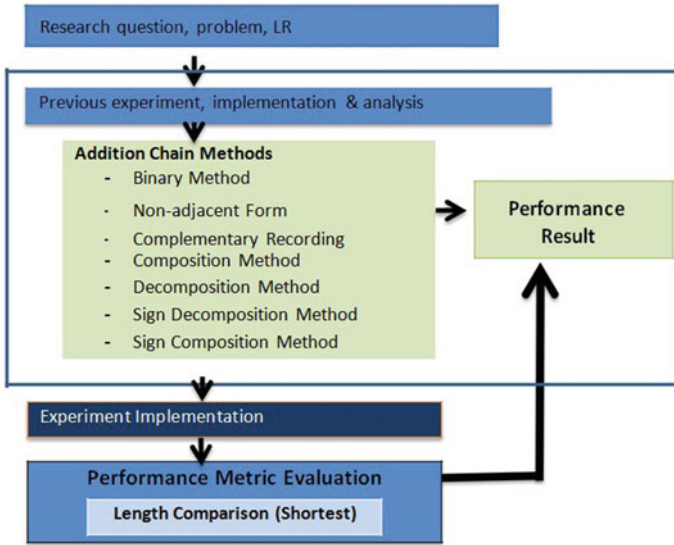 Research question, problem, LR
Previous experiment, implementation & analysis
Addition Chain Methods
- Binary Method
- Non-adjacent Form
- Complementary Recording
- Composition Method
- Decomposition Method
- Sign Decomposition Method
- Sign Composition Method
Performance
Result
Experiment Implementation
Performance Metric Evaluation
Length Comparison (Shortest)